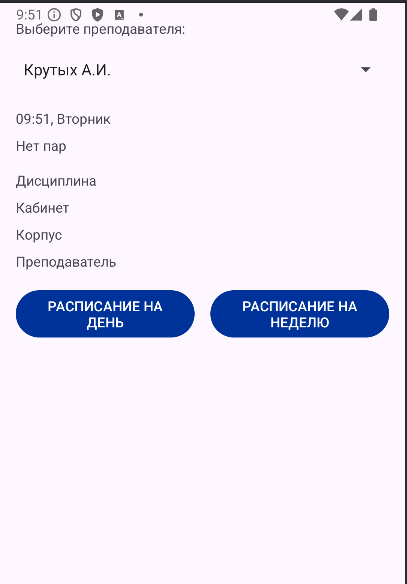 9:51
Выберите преподавателя:
Крутых А.И.
09:51, Вторник
Нет пар
Дисциплина
Кабинет
Корпус
Преподаватель
РАСПИСАНИЕ НА
ДЕНЬ
РАСПИСАНИЕ НА
НЕДЕЛЮ